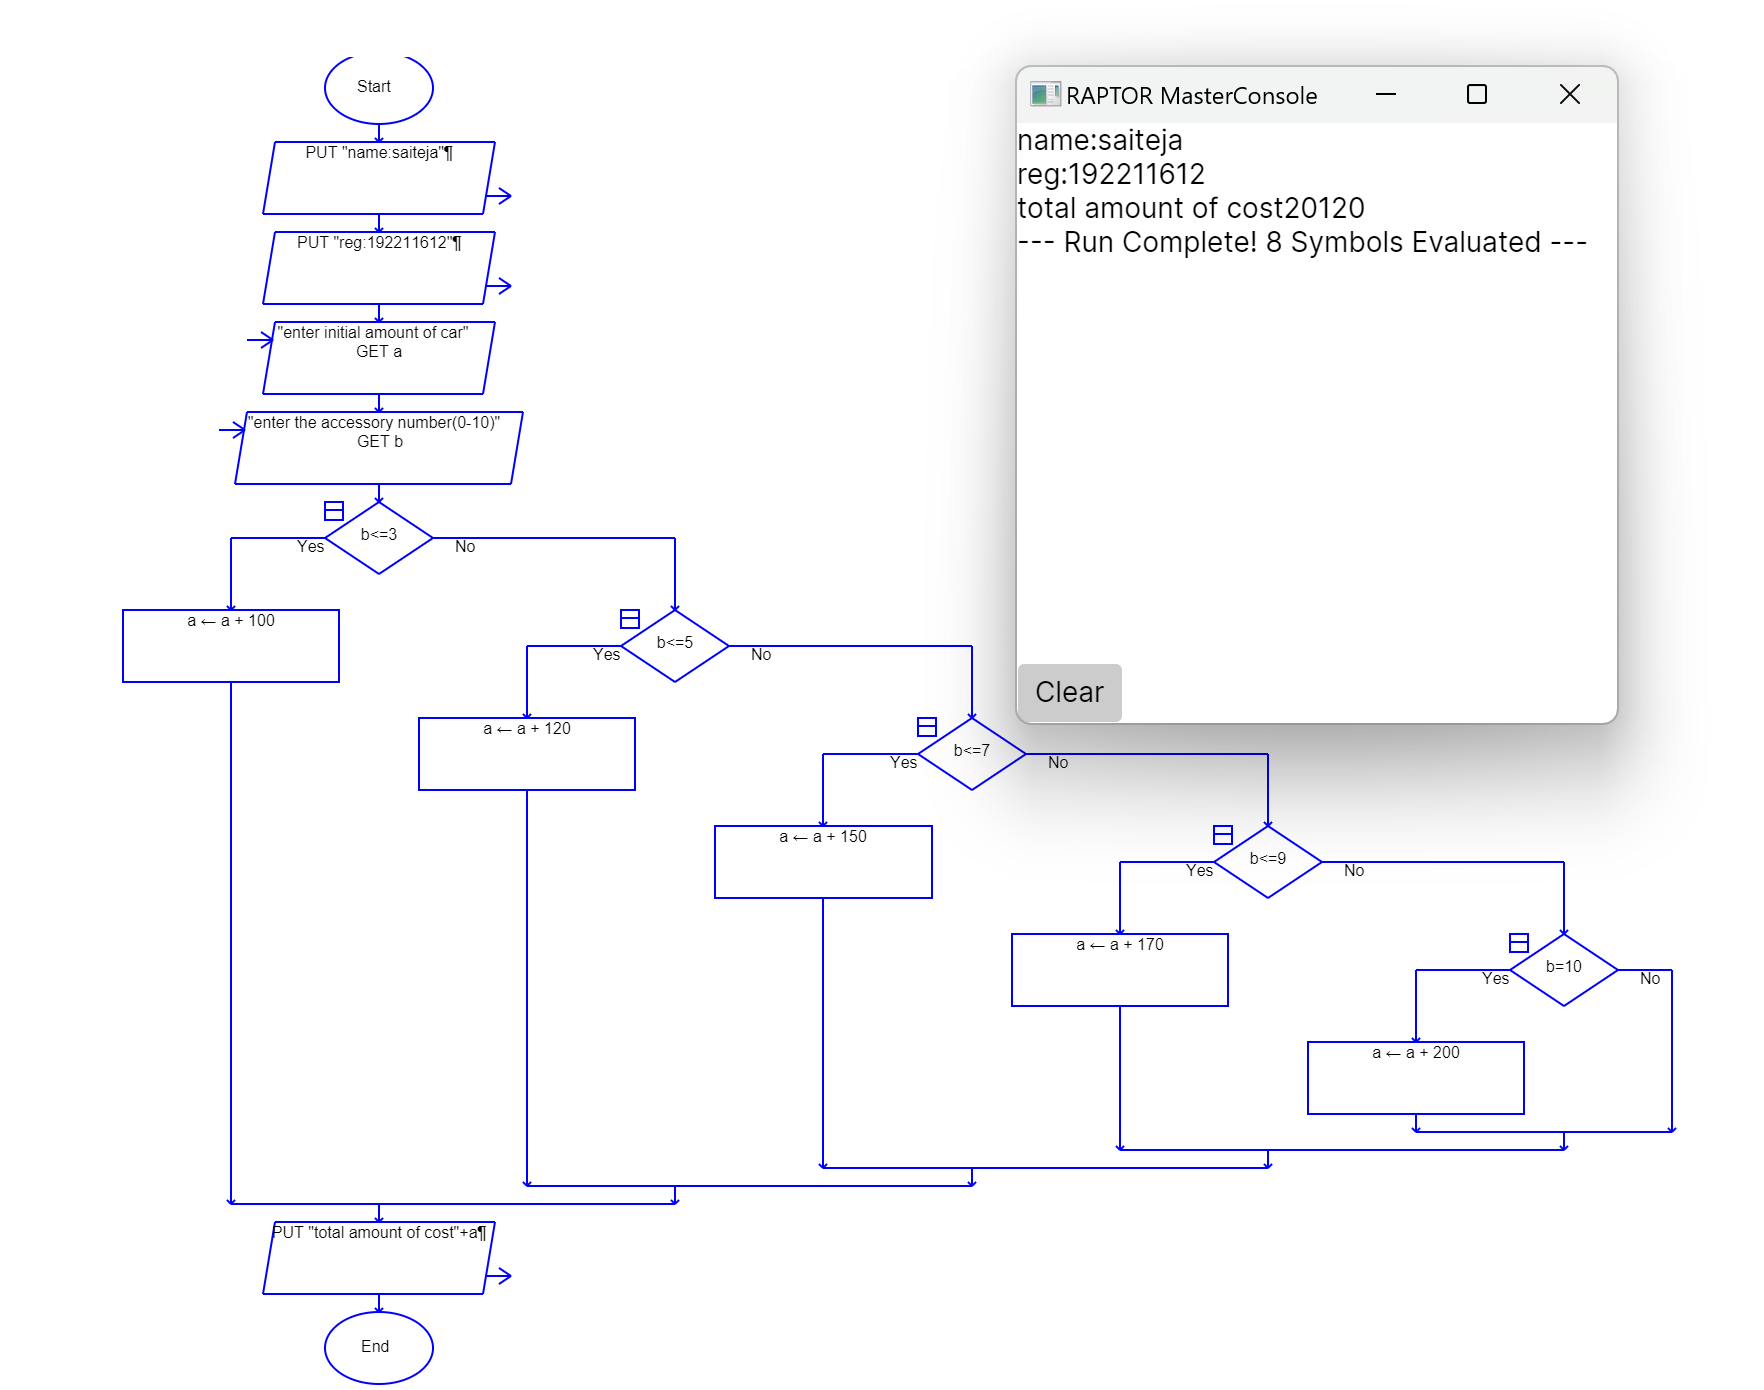 Start
PUT "name:saiteja"¶
PUT "reg:192211612"¶
"enter initial amount of car"
GET a
"enter the accessory number(0-10)"
GET b
b<=3
Yes
No
a ← a + 100
b<=5
Yes
No
a ← a + 120
b<=7
Yes
No
a ← a + 150
b<=9
Yes
No
a ← a + 170
b=10
Yes
No
a ← a + 200
PUT "total amount of cost"+a¶
End
RAPTOR MasterConsole
name:saiteja
reg:192211612
total amount of cost20120
--- Run Complete! 8 Symbols Evaluated ---
Clear